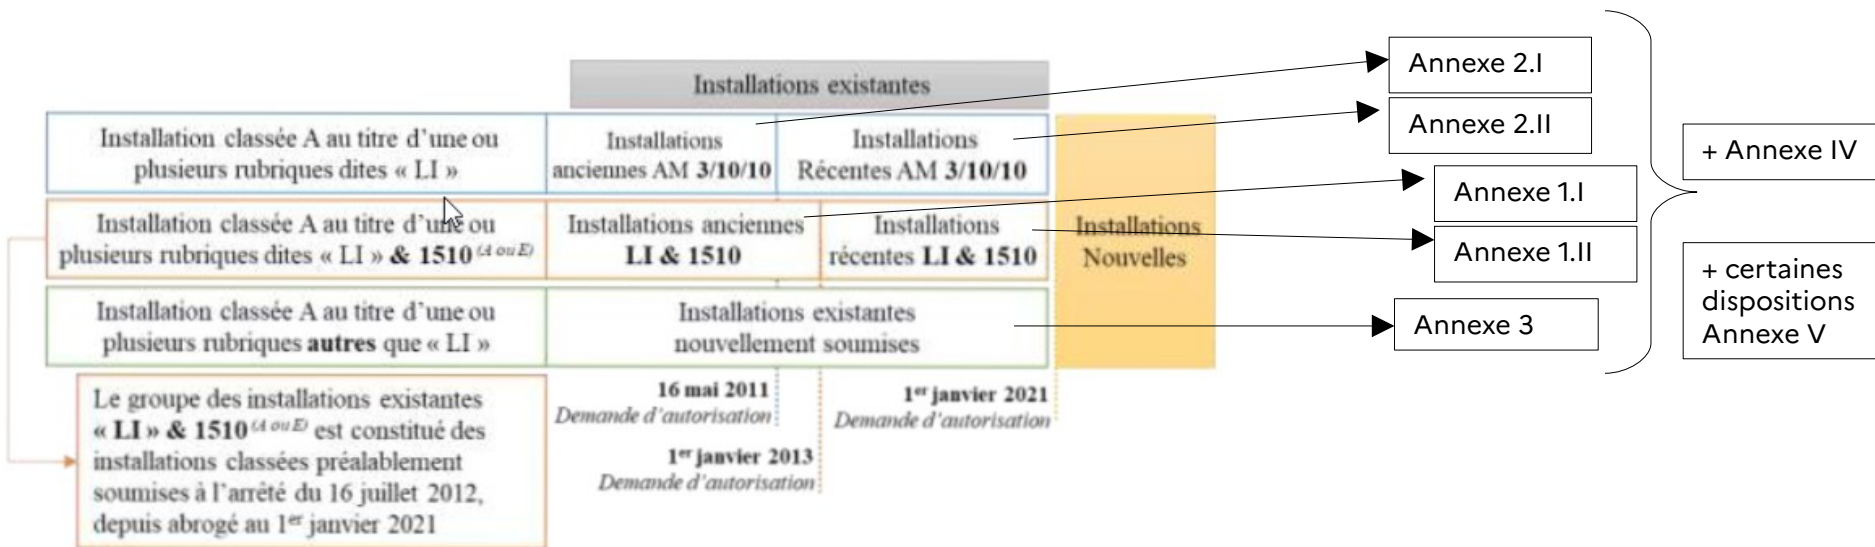 Installations existantes
Installation classée A au titre d’une ou
plusieurs rubriques dites « LI »
Installations
anciennes AM 3/10/10
Installations
Récentes AM 3/10/10
Installation classée A au titre d’une ou
plusieurs rubriques dites « LI » & 1510 (A ou E)
Installations anciennes
LI & 1510
Installations
récentes LI & 1510
Installations
Nouvelles
Installation classée A au titre d’une ou
plusieurs rubriques autres que « LI »
Installations existantes
nouvellement soumises
Le groupe des installations existantes
« LI » & 1510 (A ou E) est constitué des
installations classées préalablement
soumises à l’arrêté du 16 juillet 2012,
depuis abrogé au 1er janvier 2021
16 mai 2011
Demande d’autorisation
1er janvier 2013
Demande d’autorisation
1er janvier 2021
Demande d’autorisation
Annexe 2.I
Annexe 2.II
Annexe 1.I
Annexe 1.II
Annexe 3
+ Annexe IV
+ certaines
dispositions
Annexe V